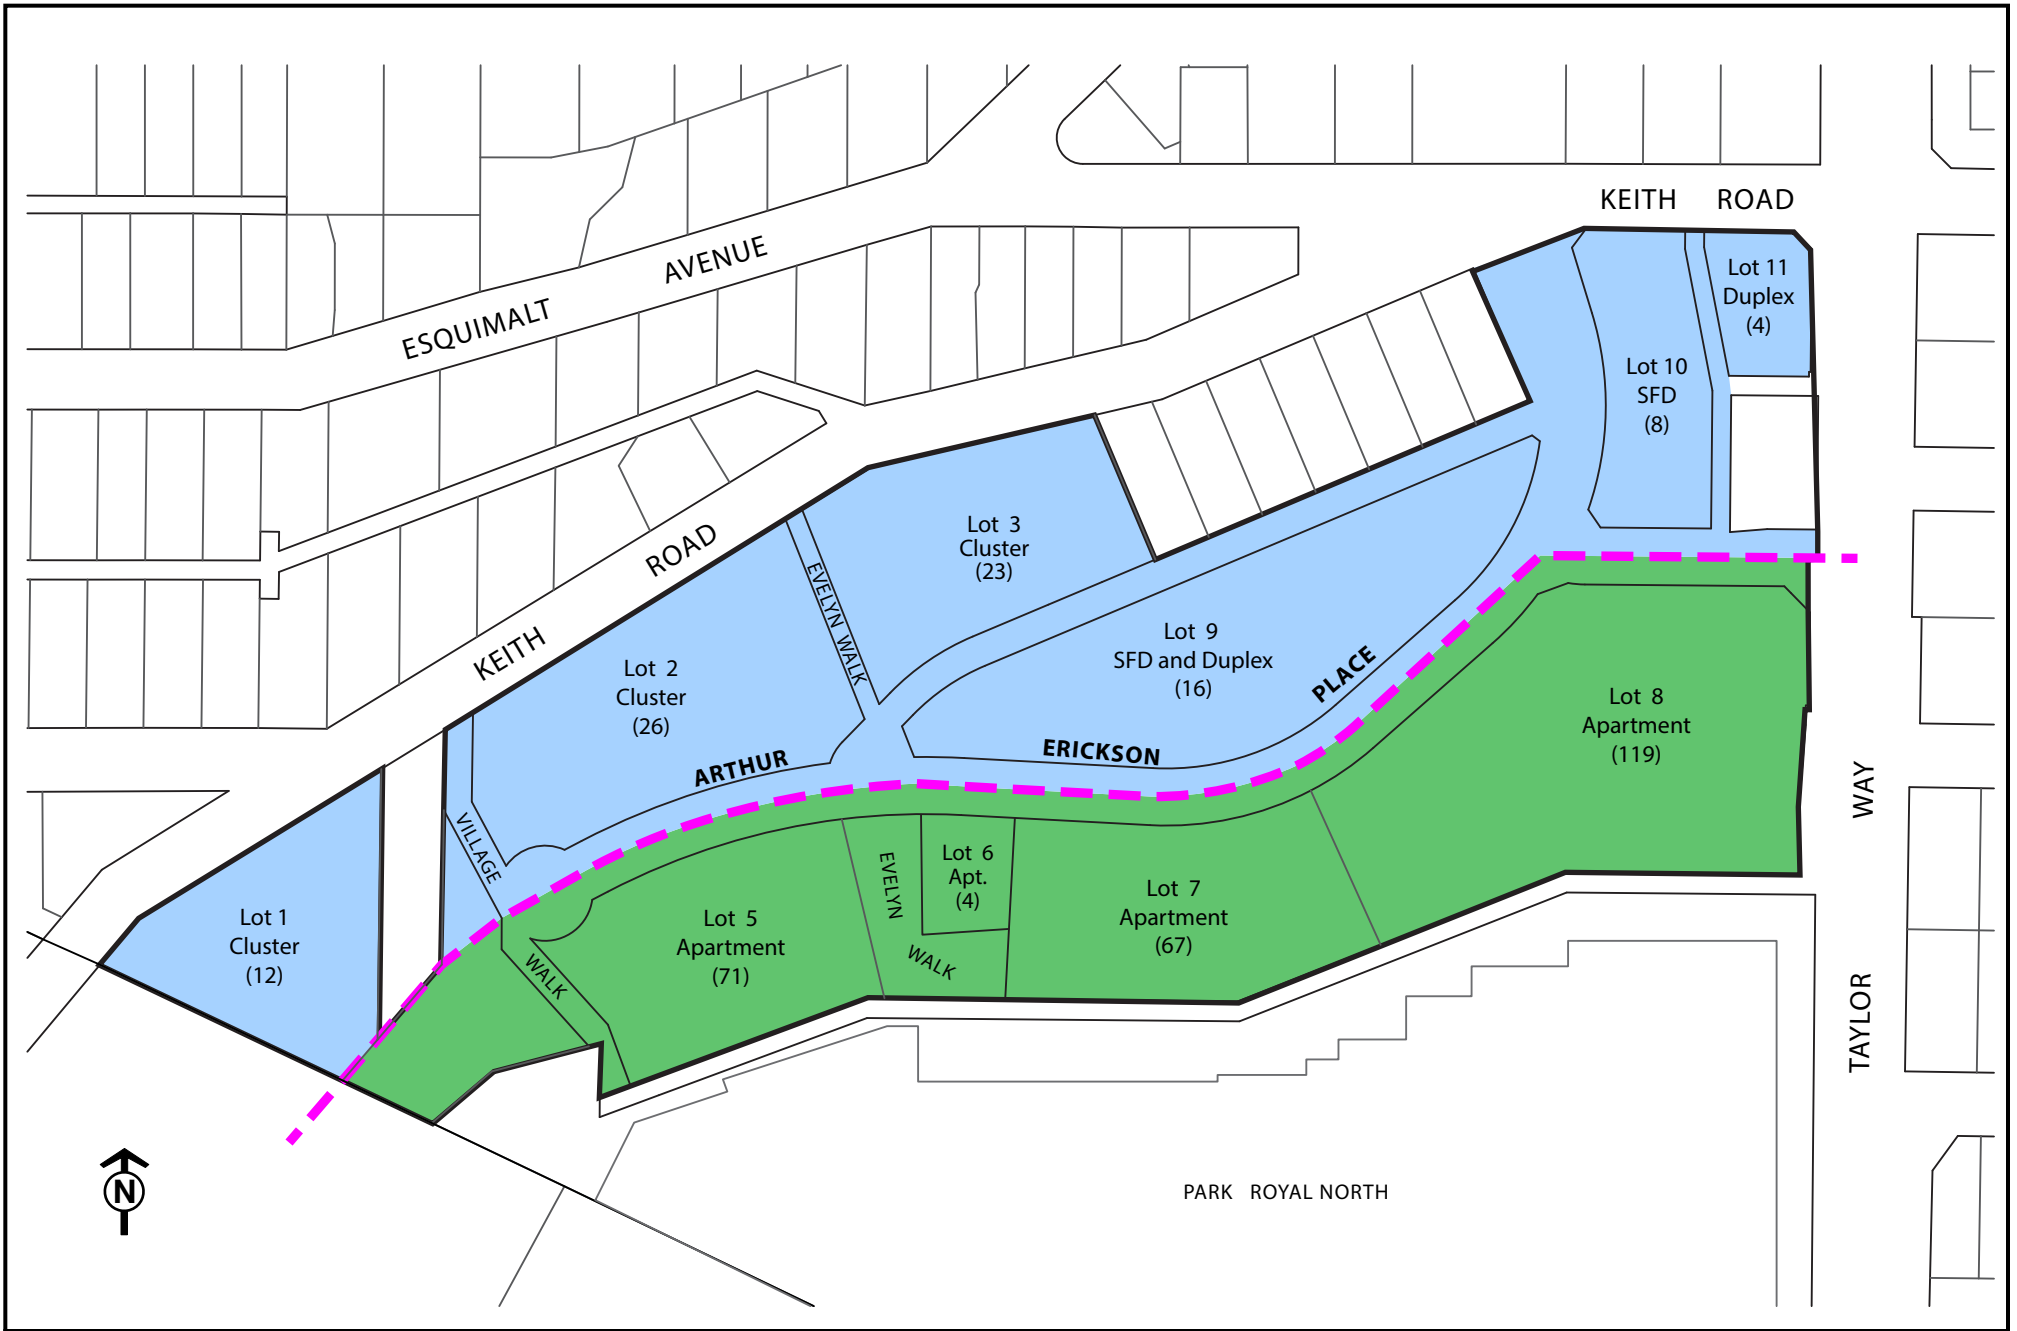 KEITH ROAD
Lot 11
Duplex
(4)
ESQUIMALT AVENUE
Lot 10
SFD
(8)
KEITH ROAD
Lot 3
Cluster
(23)
EVELYN WALK
Lot 2
Cluster
(26)
Lot 9
SFD and Duplex
(16)
ARTHUR ERICKSON PLACE
Lot 8
Apartment
(119)
TAYLOR WAY
VILLAGE WALK
Lot 1
Cluster
(12)
Lot 5
Apartment
(71)
EVELYN
WALK
Lot 6
Apt.
(4)
Lot 7
Apartment
(67)
N
PARK ROYAL NORTH